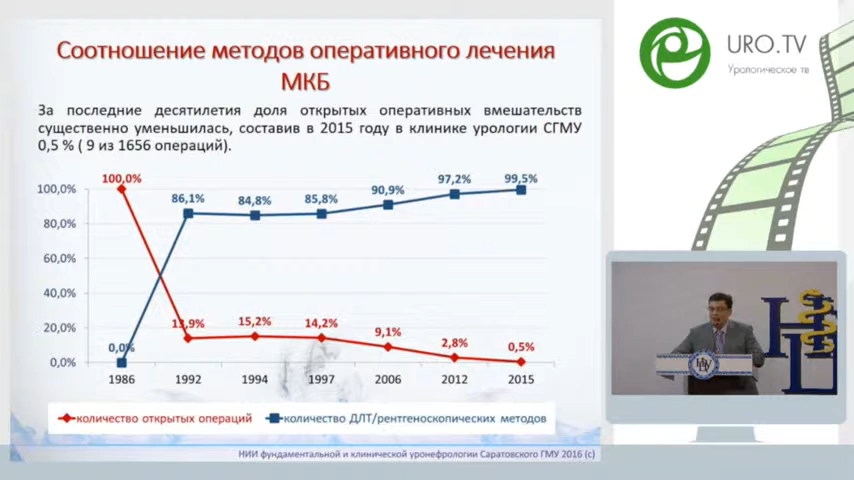 Соотношение методов оперативного лечения
МКБ
За последние десятилетия доля открытых оперативных вмешательств
существенно уменьшилась, составив в 2015 году в клинике урологии СГМУ
0,5 % ( 9 из 1656 операций).
100,0%
80,0%
60,0%
40,0%
20,0%
0,0%
100,0% 86,1% 84,8% 85,8% 90,9% 97,2% 99,5%
0,0% 13,9% 15,2% 14,2% 9,1% 2,8% 0,5%
1986 1992 1994 1997 2006 2012 2015
количество открытых операций количество ДЛТ/рентгеноскопических методов
НИИ фундаментальной и клинической уронефрологии Саратовского ГМУ 2016 (с)
URO.TV
Урологическое тв